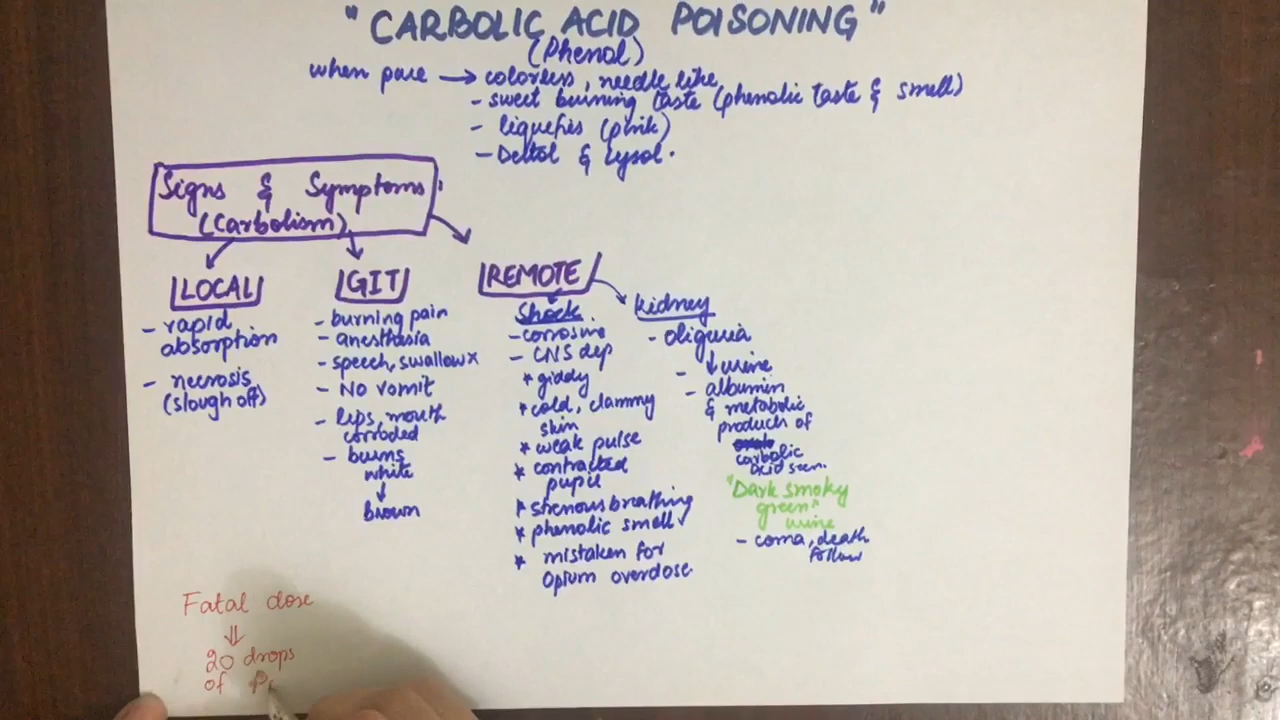 "CARBOLIC ACID POISONING"
(Phenol)
when pure → colorless, needle like
- sweet burning taste (phenolic taste & smell)
- liquefies (pink)
- Dettol & Lysol.
Signs & Symptoms
(Carbolism)
LOCAL
- rapid
absorption
- necrosis
(slough off)
GIT
- burning pain
- anesthesia
- speech, swallow x
- NO vomit
- lips, mouth
corroded
- burns
white
↓
brown
REMOTE
Shock
- corrosive
- CNS dep
* giddy
* cold, clammy
skin
* weak pulse
* contracted
pupil
* stenous breathing
* phenolic smell ✓
* mistaken for
opium overdose.
kidney
- oliguria
- ↓ urine
- albumin
& metabolic
products of
carbolic
acid seen.
"Dark smoky
green"
urine
- coma, death
follow
Fatal dose
⇓
20 drops
of